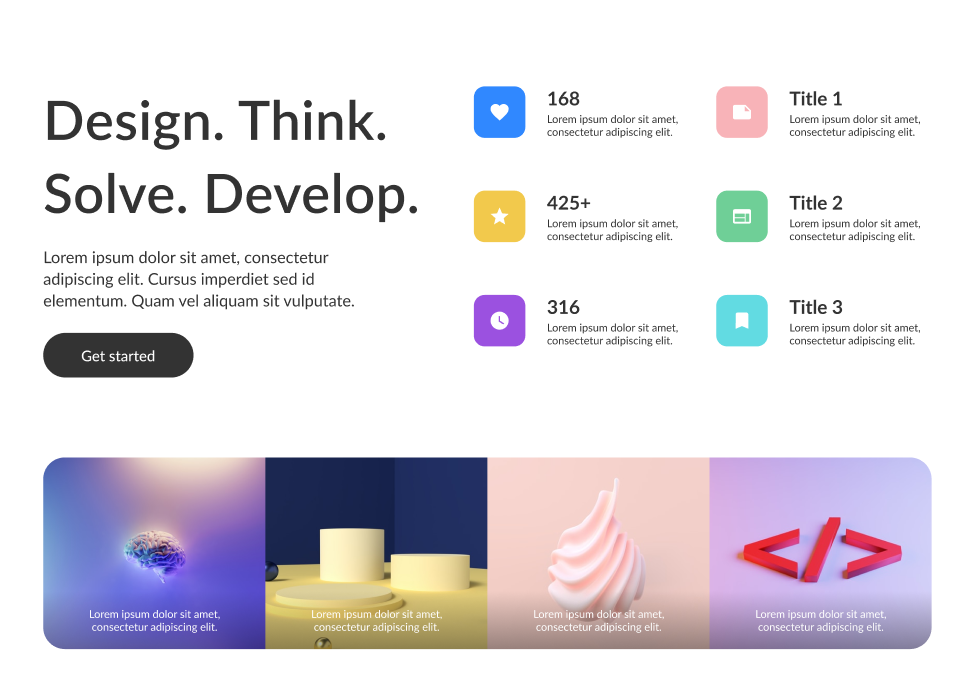 Design. Think.
Solve. Develop.
Lorem ipsum dolor sit amet, consectetur
adipiscing elit. Cursus imperdiet sed id
elementum. Quam vel aliquam sit vulputate.
Get started
168
Lorem ipsum dolor sit amet,
consectetur adipiscing elit.
425+
Lorem ipsum dolor sit amet,
consectetur adipiscing elit.
316
Lorem ipsum dolor sit amet,
consectetur adipiscing elit.
Title 1
Lorem ipsum dolor sit amet,
consectetur adipiscing elit.
Title 2
Lorem ipsum dolor sit amet,
consectetur adipiscing elit.
Title 3
Lorem ipsum dolor sit amet,
consectetur adipiscing elit.
Lorem ipsum dolor sit amet,
consectetur adipiscing elit.
Lorem ipsum dolor sit amet,
consectetur adipiscing elit.
Lorem ipsum dolor sit amet,
consectetur adipiscing elit.
Lorem ipsum dolor sit amet,
consectetur adipiscing elit.